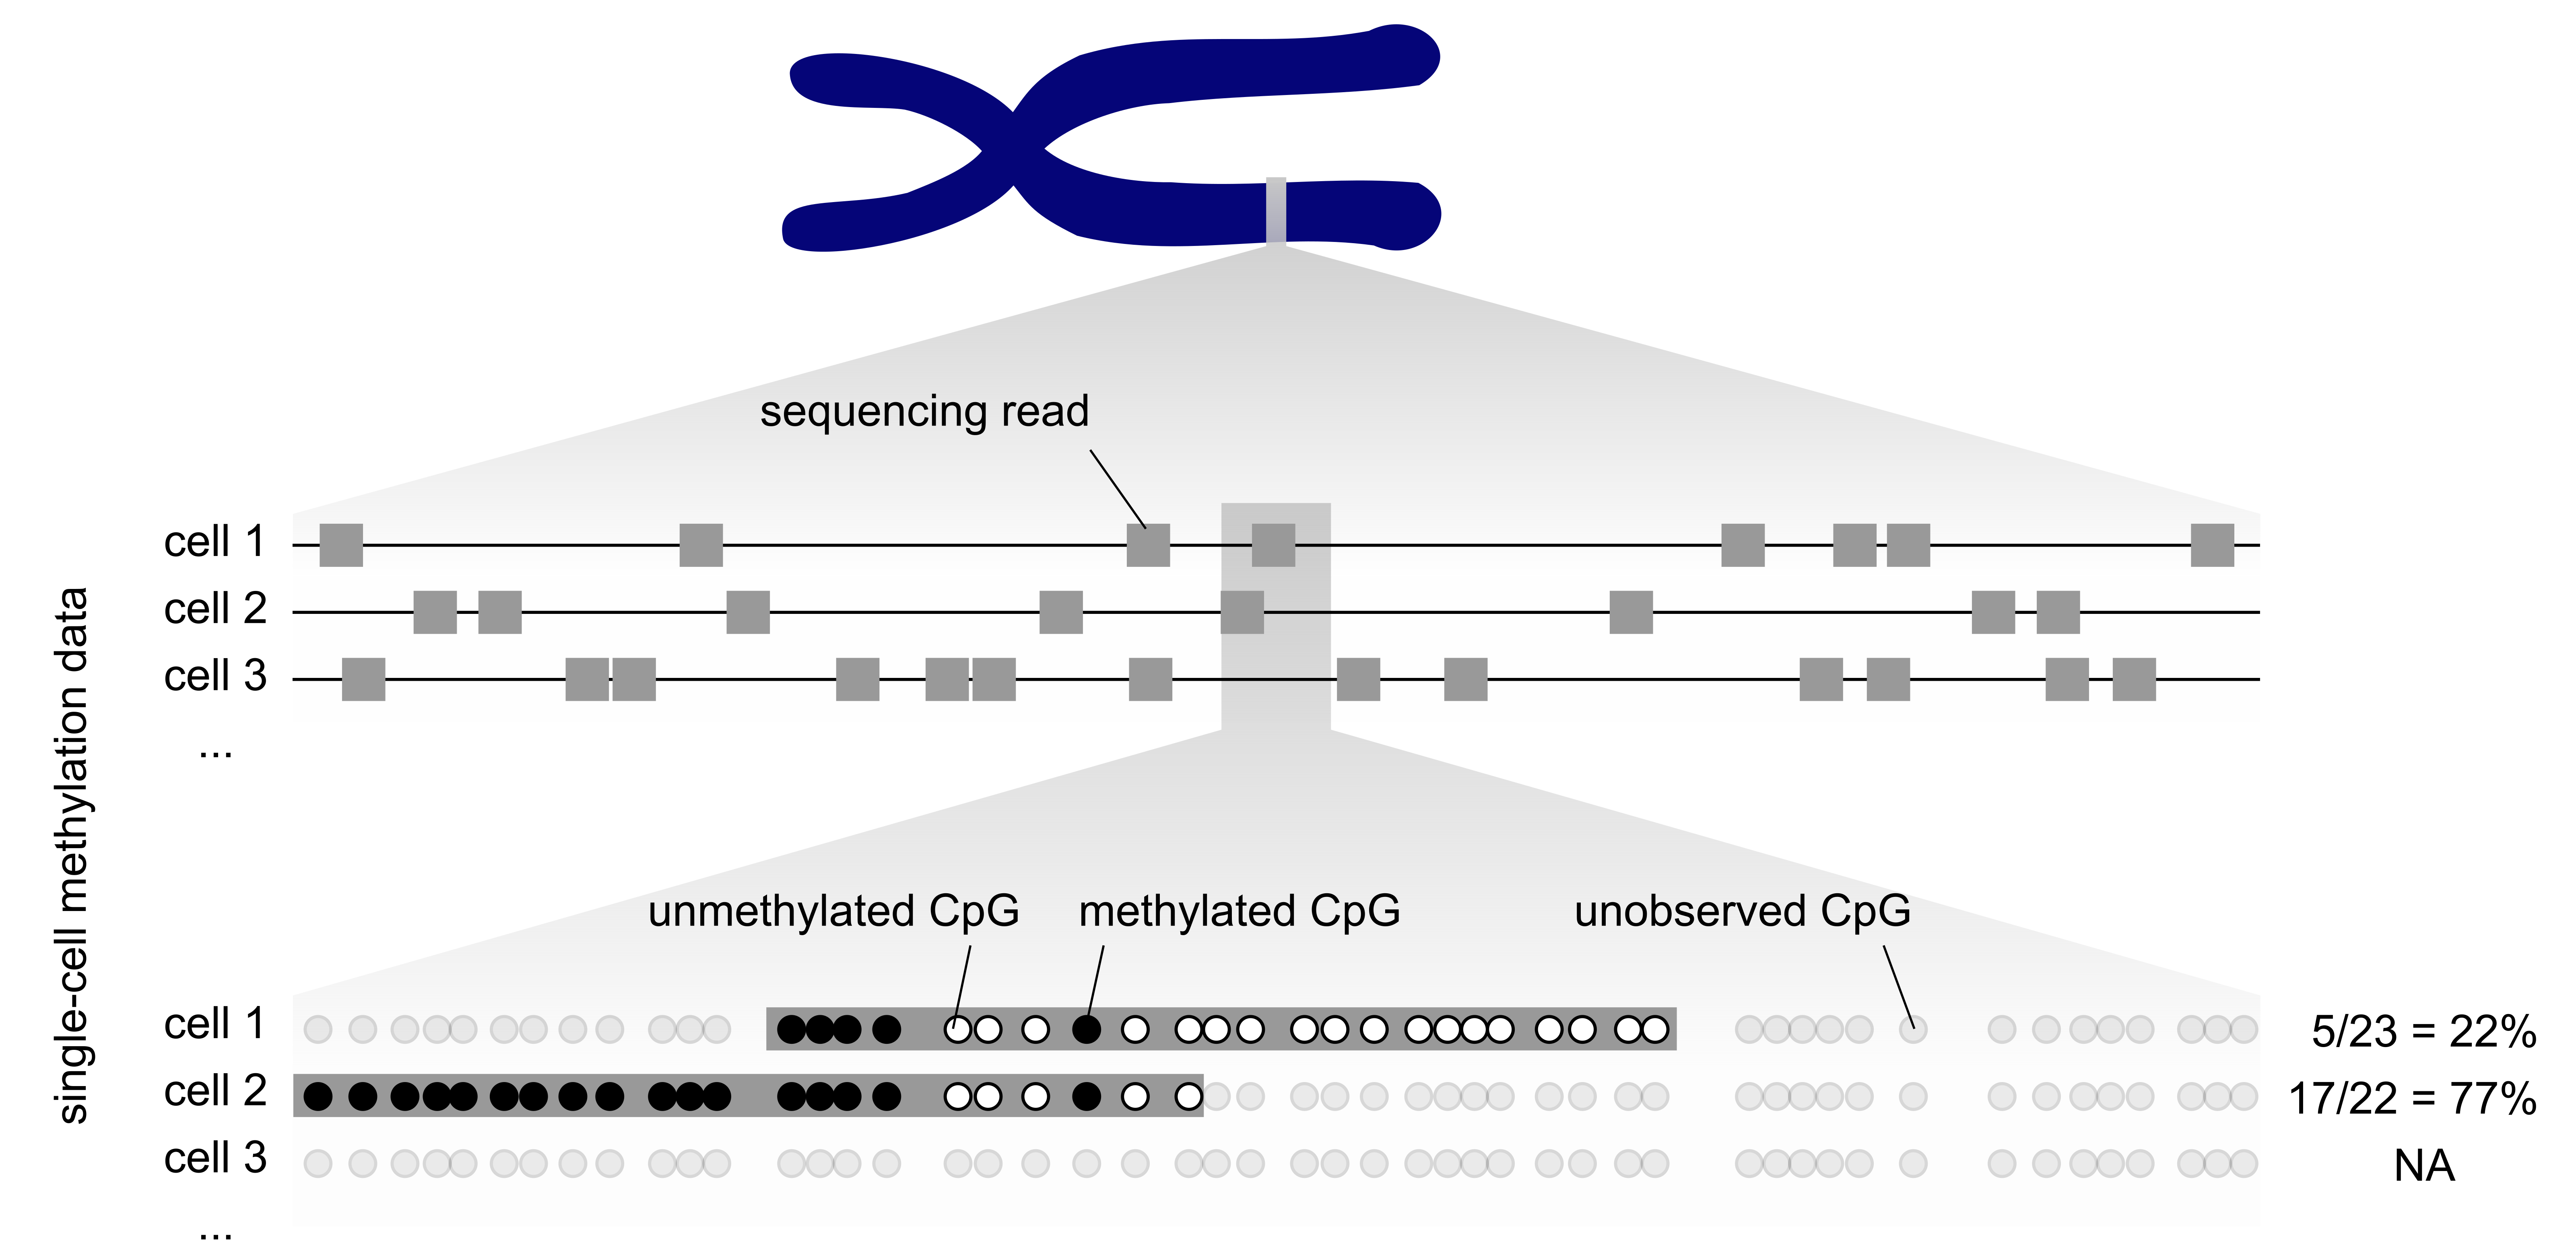 sequencing read
cell 1
cell 2
cell 3
...
single-cell methylation data
unmethylated CpG
methylated CpG
unobserved CpG
cell 1
5/23 = 22%
cell 2
17/22 = 77%
cell 3
NA
...